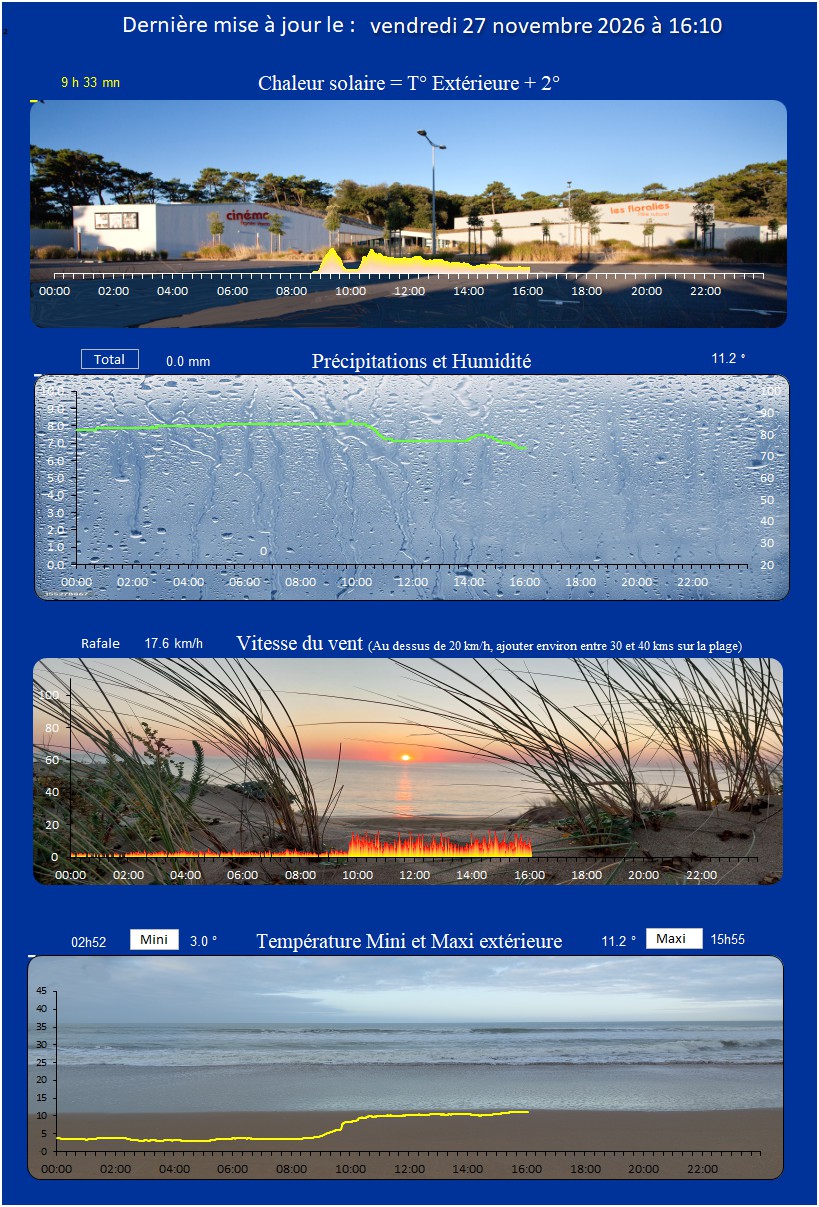 Dernière mise à jour le : vendredi 27 novembre 2026 à 16:10
9 h 33 mn Chaleur solaire = T° Extérieure + 2°
cinéma
les floralies
00:00 02:00 04:00 06:00 08:00 10:00 12:00 14:00 16:00 18:00 20:00 22:00
Total 0.0 mm Précipitations et Humidité 11.2 °
10.0 100
9.0 90
8.0 80
7.0
6.0 70
5.0 60
4.0 50
3.0
2.0 40
1.0 30
0
0.0 20
00:00 02:00 04:00 06:00 08:00 10:00 12:00 14:00 16:00 18:00 20:00 22:00
Rafale 17.6 km/h Vitesse du vent (Au dessus de 20 km/h, ajouter environ entre 30 et 40 kms sur la plage)
100
80
60
40
20
0
00:00 02:00 04:00 06:00 08:00 10:00 12:00 14:00 16:00 18:00 20:00 22:00
02h52 Mini 3.0 ° Température Mini et Maxi extérieure 11.2 ° Maxi 15h55
45
40
35
30
25
20
15
10
5
0
00:00 02:00 04:00 06:00 08:00 10:00 12:00 14:00 16:00 18:00 20:00 22:00